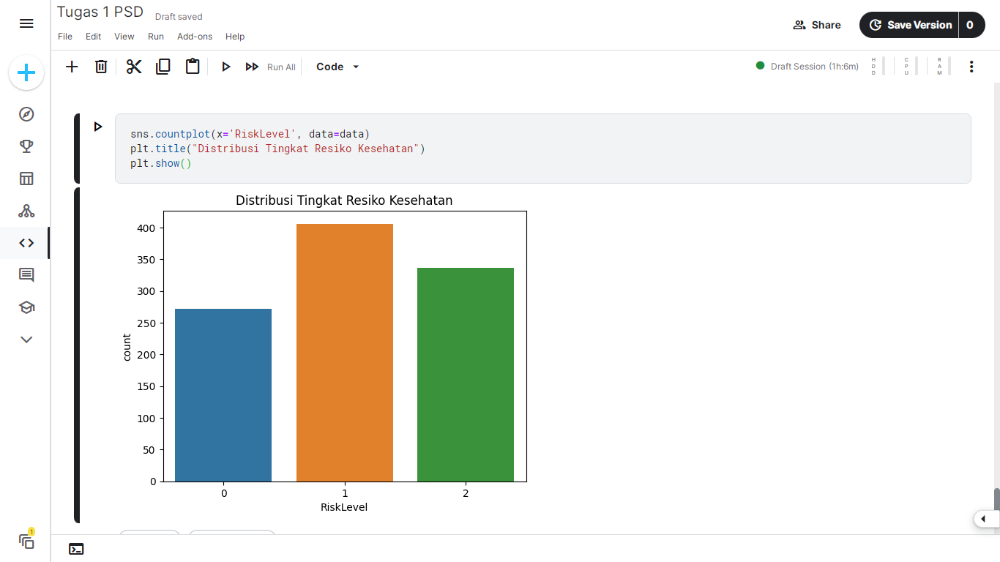 Tugas 1 PSD
Draft saved
File Edit View Run Add-ons Help
Share
Save Version 0
Run All
Code
Draft Session (1h:6m)
HDD
CPU
RAM
sns.countplot(x='RiskLevel', data=data)
plt.title("Distribusi Tingkat Resiko Kesehatan")
plt.show()
Distribusi Tingkat Resiko Kesehatan
400
350
300
250
200
150
100
50
0
count
0 1 2
RiskLevel
1